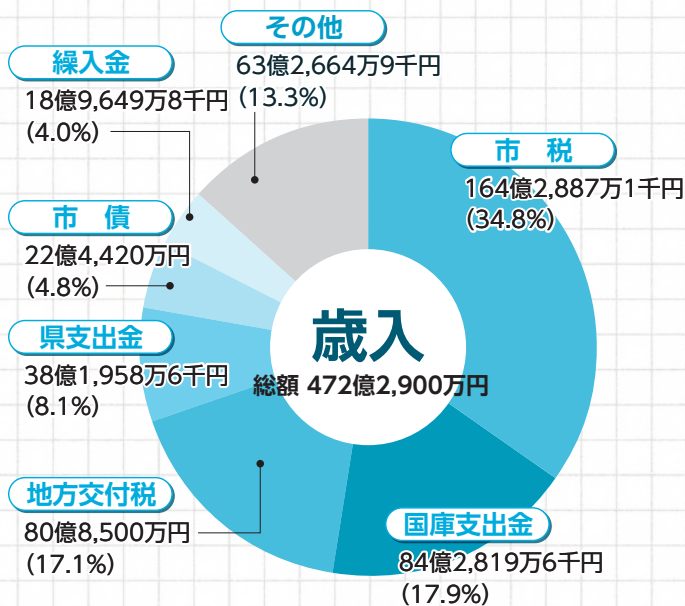 その他
63億2,664万9千円
(13.3%)
繰入金
18億9,649万8千円
(4.0%)
市　税
164億2,887万1千円
(34.8%)
市　債
22億4,420万円
(4.8%)
県支出金
38億1,958万6千円
(8.1%)
歳入
総額 472億2,900万円
地方交付税
80億8,500万円
(17.1%)
国庫支出金
84億2,819万6千円
(17.9%)